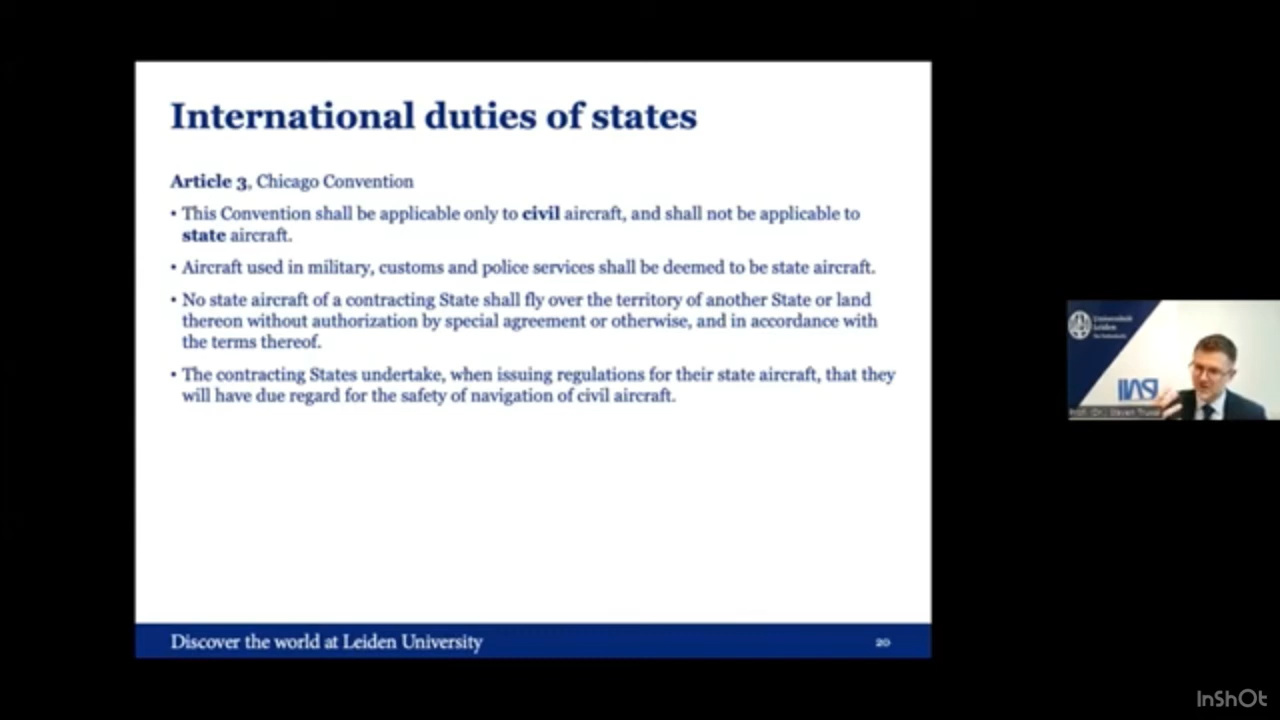 International duties of states
Article 3, Chicago Convention
• This Convention shall be applicable only to civil aircraft, and shall not be applicable to
state aircraft.
• Aircraft used in military, customs and police services shall be deemed to be state aircraft.
• No state aircraft of a contracting State shall fly over the territory of another State or land
thereon without authorization by special agreement or otherwise, and in accordance with
the terms thereof.
• The contracting States undertake, when issuing regulations for their state aircraft, that they
will have due regard for the safety of navigation of civil aircraft.
Discover the world at Leiden University
20
Universiteit
Leiden
InShOt